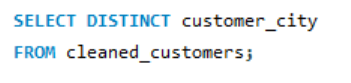 SELECT DISTINCT customer_city
FROM cleaned_customers;